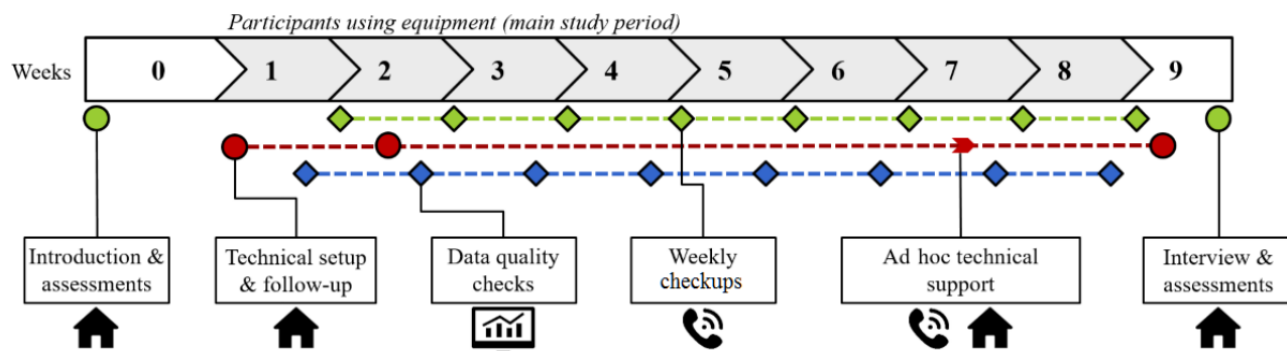 Participants using equipment (main study period)
Weeks 0 1 2 3 4 5 6 7 8 9
Introduction &
assessments
Technical setup
& follow-up
Data quality
checks
Weekly
checkups
Ad hoc technical
support
Interview &
assessments